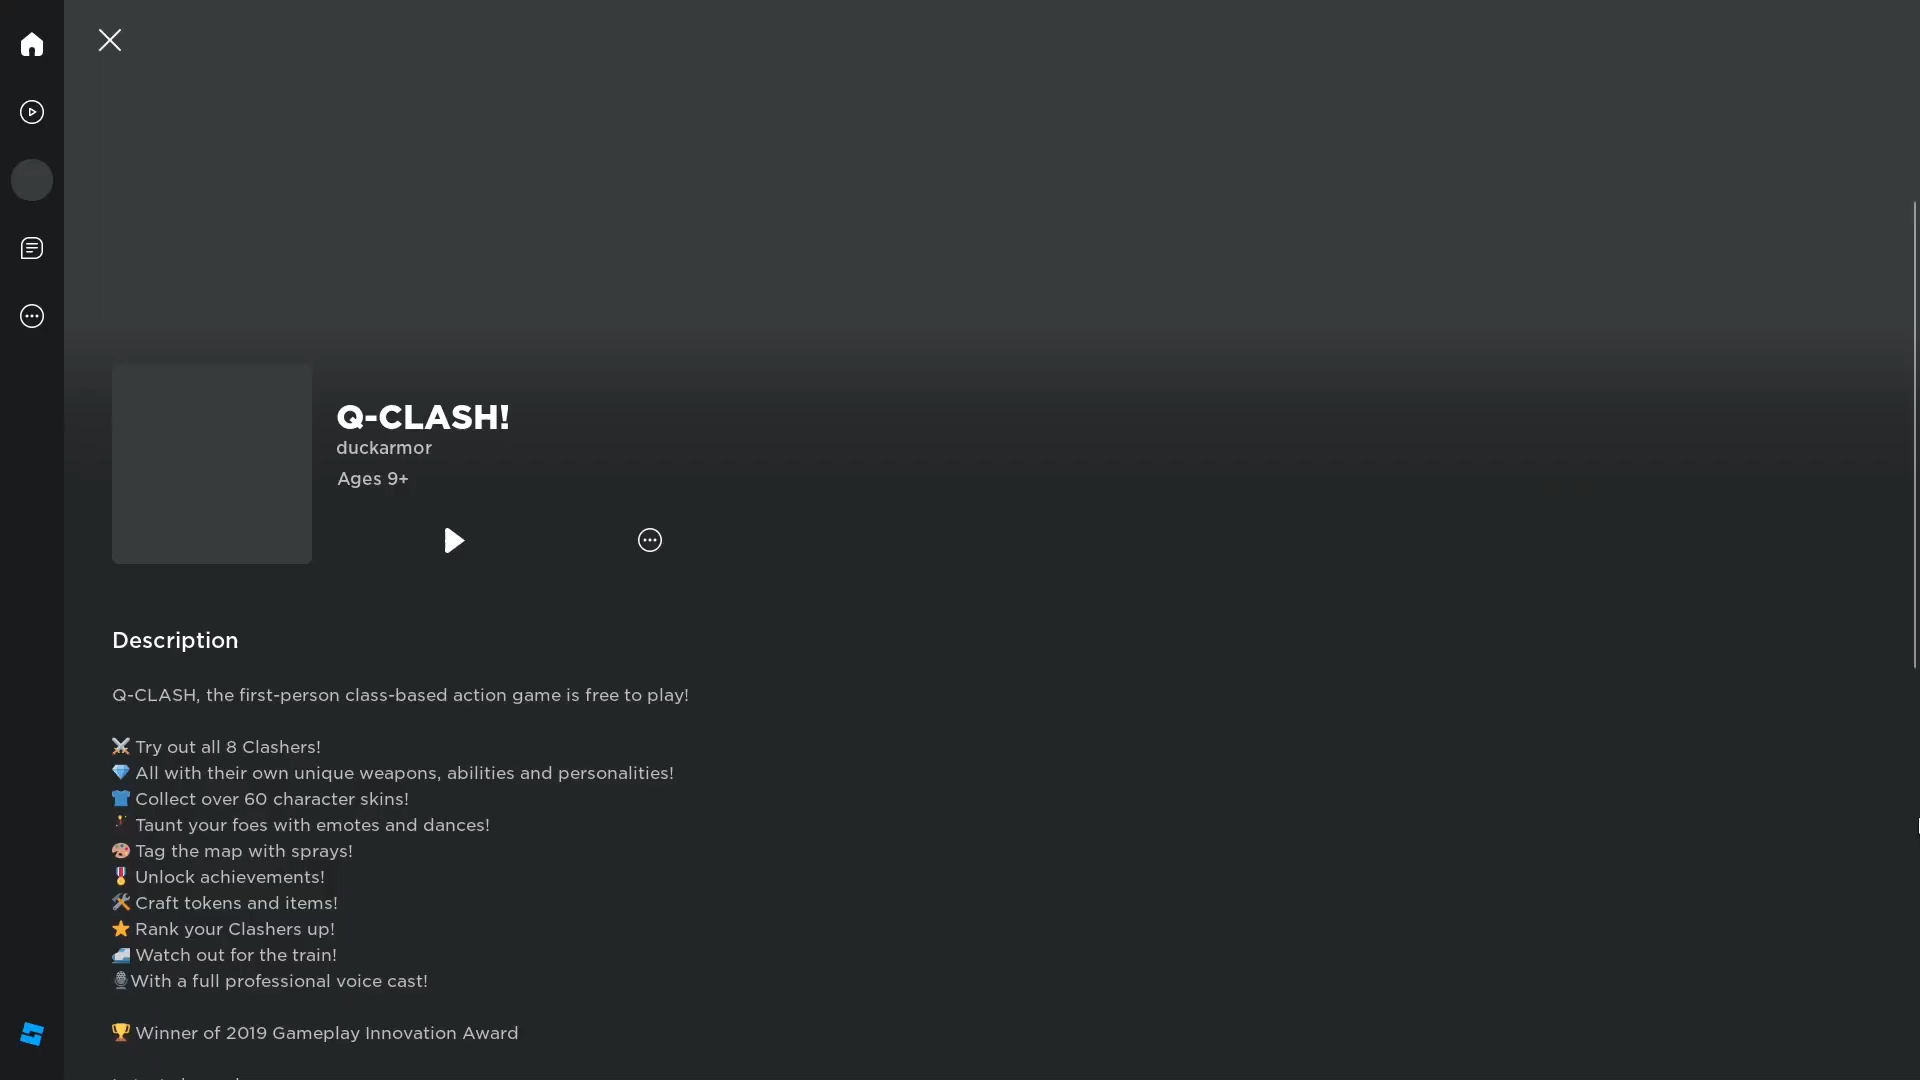 Q-CLASH!
duckarmor
Ages 9+
Description
Q-CLASH, the first-person class-based action game is free to play!
⚔️ Try out all 8 Clashers!
💎 All with their own unique weapons, abilities and personalities!
👕 Collect over 60 character skins!
Taunt your foes with emotes and dances!
🎨 Tag the map with sprays!
🎖️ Unlock achievements!
🛠️ Craft tokens and items!
⭐ Rank your Clashers up!
🚄 Watch out for the train!
🎙️With a full professional voice cast!
🏆 Winner of 2019 Gameplay Innovation Award